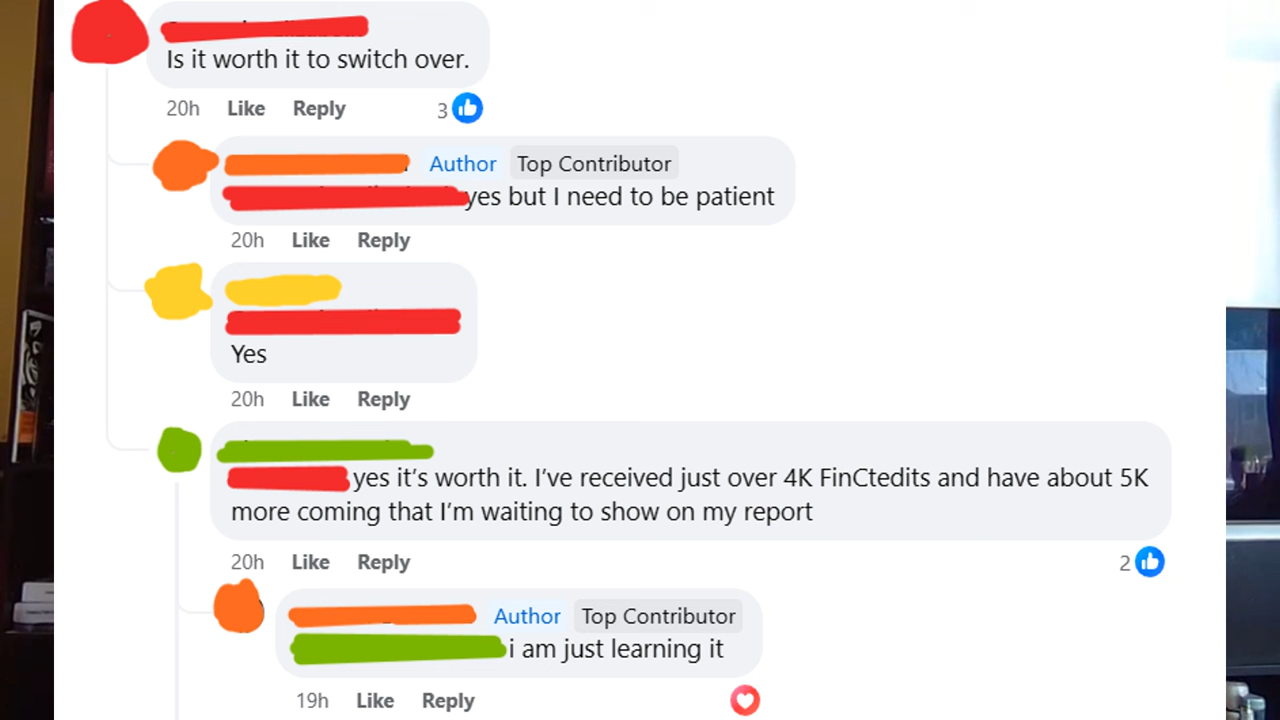 Is it worth it to switch over.
20h Like Reply 3
Author Top Contributor
yes but I need to be patient
20h Like Reply
Yes
20h Like Reply
yes it's worth it. I've received just over 4K FinCtedits and have about 5K
more coming that I'm waiting to show on my report
20h Like Reply 2
Author Top Contributor
i am just learning it
19h Like Reply